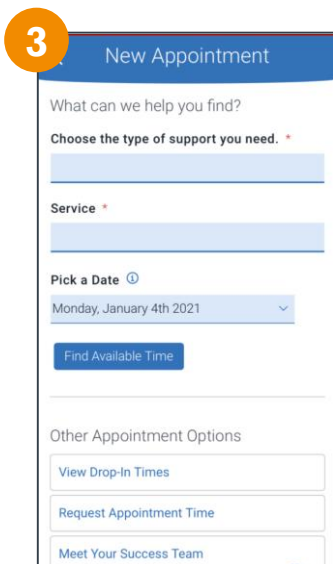 3
New Appointment
What can we help you find?
Choose the type of support you need. *
Service *
Pick a Date ⓘ
Monday, January 4th 2021
Find Available Time
Other Appointment Options
View Drop-In Times
Request Appointment Time
Meet Your Success Team